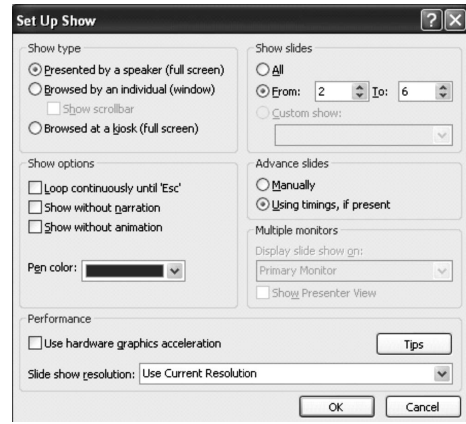 Set Up Show
Show type
Presented by a speaker (full screen)
Browsed by an individual (window)
Show scrollbar
Browsed at a kiosk (full screen)
Show slides
All
From: 2 To: 6
Custom show:
Show options
Loop continuously until 'Esc'
Show without narration
Show without animation
Pen color:
Advance slides
Manually
Using timings, if present
Multiple monitors
Display slide show on:
Primary Monitor
Show Presenter View
Performance
Use hardware graphics acceleration
Tips
Slide show resolution: Use Current Resolution
OK Cancel